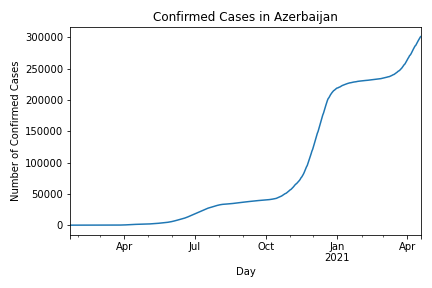 Confirmed Cases in Azerbaijan
300000
250000
200000
150000
100000
50000
0
Number of Confirmed Cases
Apr Jul Oct Jan Apr
2021
Day